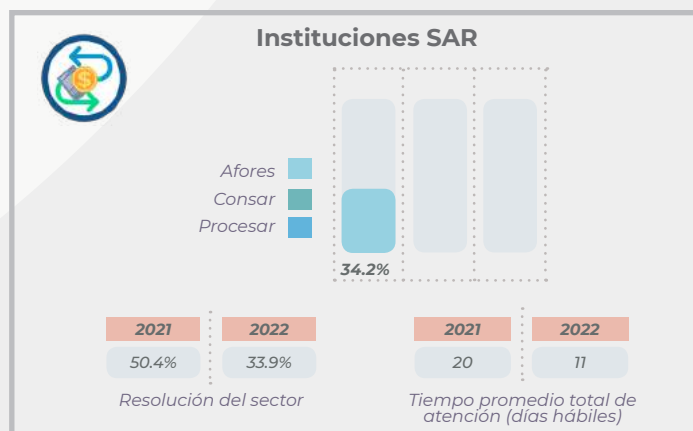 Instituciones SAR
Afores
Consar
Procesar
34.2%
2021 2022
50.4% 33.9%
Resolución del sector
2021 2022
20 11
Tiempo promedio total de
atención (días hábiles)